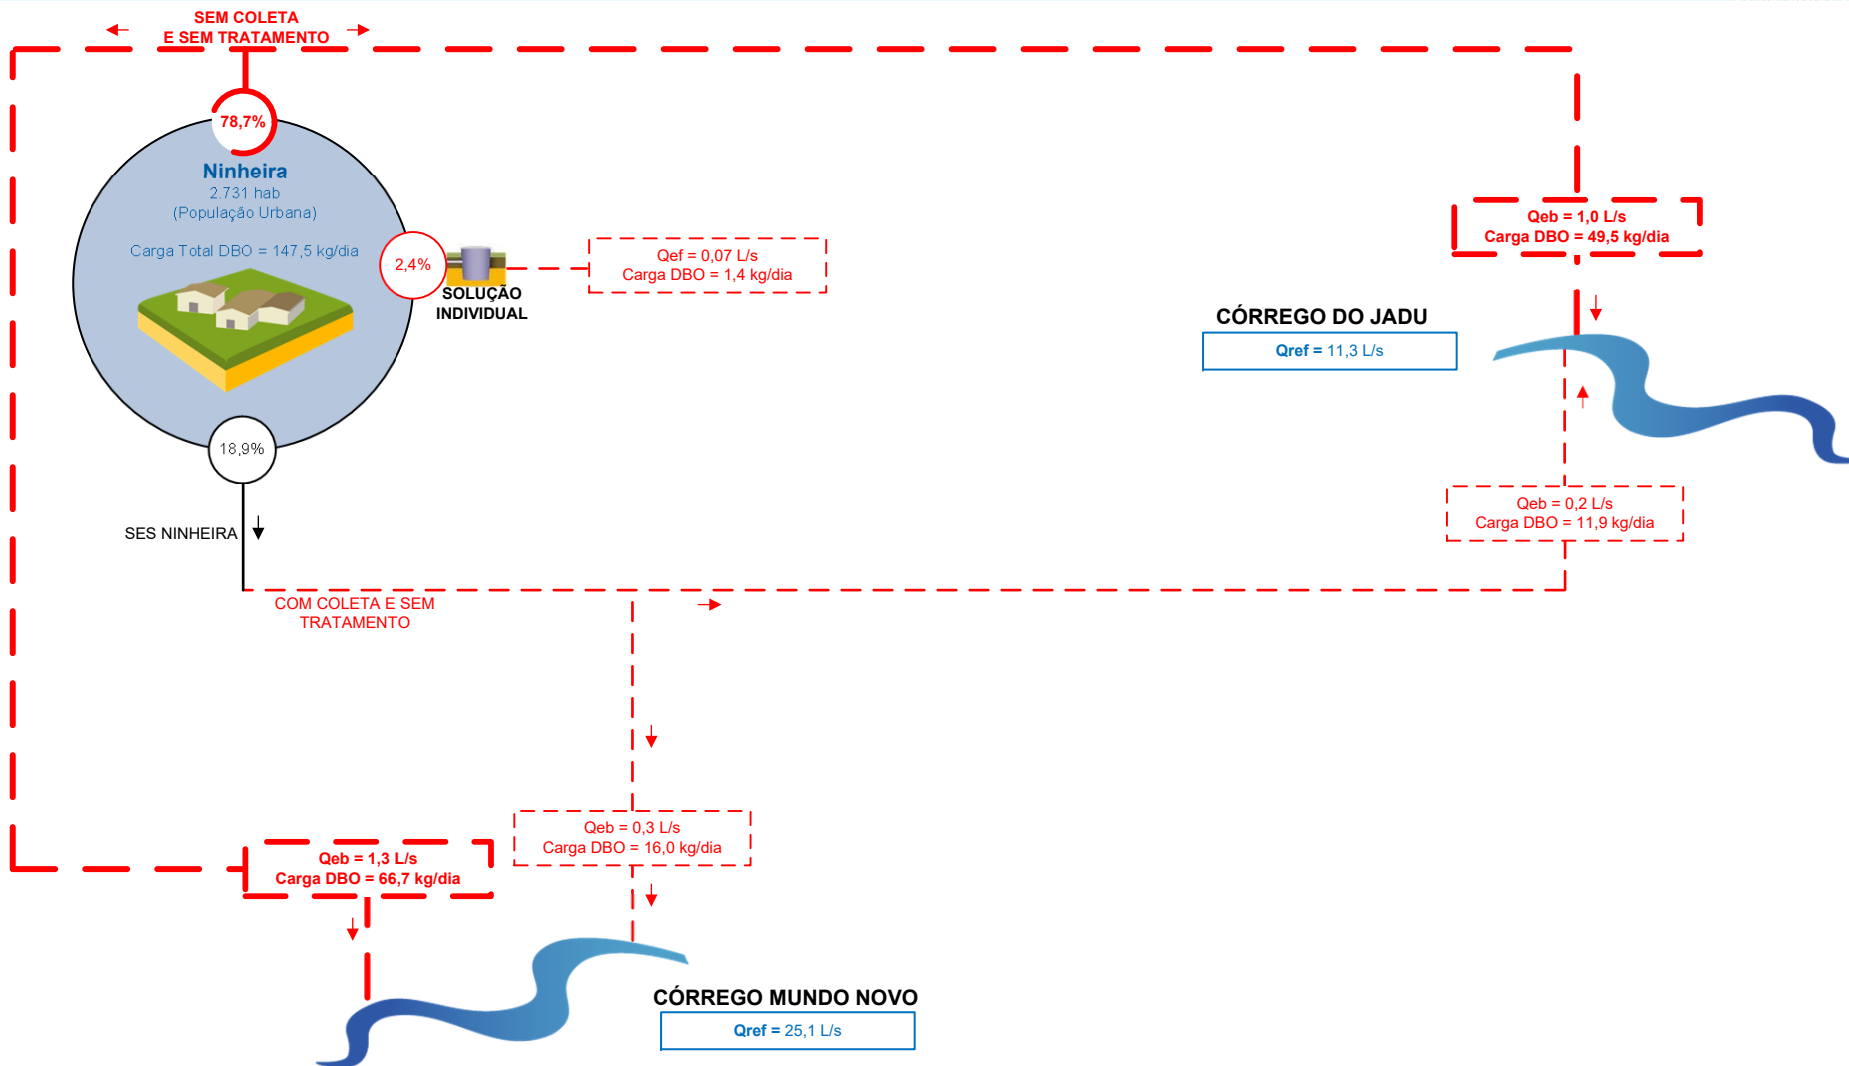 SEM COLETA
E SEM TRATAMENTO
78,7%
Ninheira
2.731 hab
(População Urbana)
Carga Total DBO = 147,5 kg/dia
2,4%
SOLUÇÃO
INDIVIDUAL
Qef = 0,07 L/s
Carga DBO = 1,4 kg/dia
Qeb = 1,0 L/s
Carga DBO = 49,5 kg/dia
CÓRREGO DO JADU
Qref = 11,3 L/s
18,9%
SES NINHEIRA
Qeb = 0,2 L/s
Carga DBO = 11,9 kg/dia
COM COLETA E SEM
TRATAMENTO
Qeb = 0,3 L/s
Carga DBO = 16,0 kg/dia
Qeb = 1,3 L/s
Carga DBO = 66,7 kg/dia
CÓRREGO MUNDO NOVO
Qref = 25,1 L/s